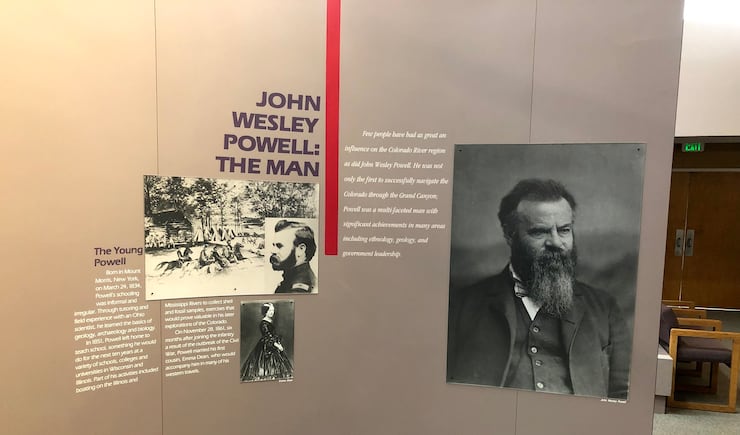 JOHN
WESLEY
POWELL:
THE MAN
Few people have had as great an
influence on the Colorado River region
as did John Wesley Powell. He was not
only the first to successfully navigate the
Colorado through the Grand Canyon,
Powell was a multi-faceted man with
significant achievements in many areas
including ethnology, geology, and
government leadership.
The Young
Powell
Born in Mount
Morris, New York,
on March 24, 1834,
Powell's schooling
was informal and
irregular. Through tutoring and
field experience with an Ohio
scientist, he learned the basics of
geology, archaeology and biology.
In 1851, Powell left home to
teach school, something he would
do for the next ten years at a
variety of schools, colleges and
universities in Wisconsin and
Illinois. Part of his activities included
boating on the Illinois and
Mississippi Rivers to collect shell
and fossil samples, exercises that
would prove valuable in his later
explorations of the Colorado.
On November 28, 1861, six
months after joining the infantry
as a result of the outbreak of the Civil
War, Powell married his first
cousin, Emma Dean, who would
accompany him in many of his
western travels.
Emma Dean
John Wesley Powell
EXIT